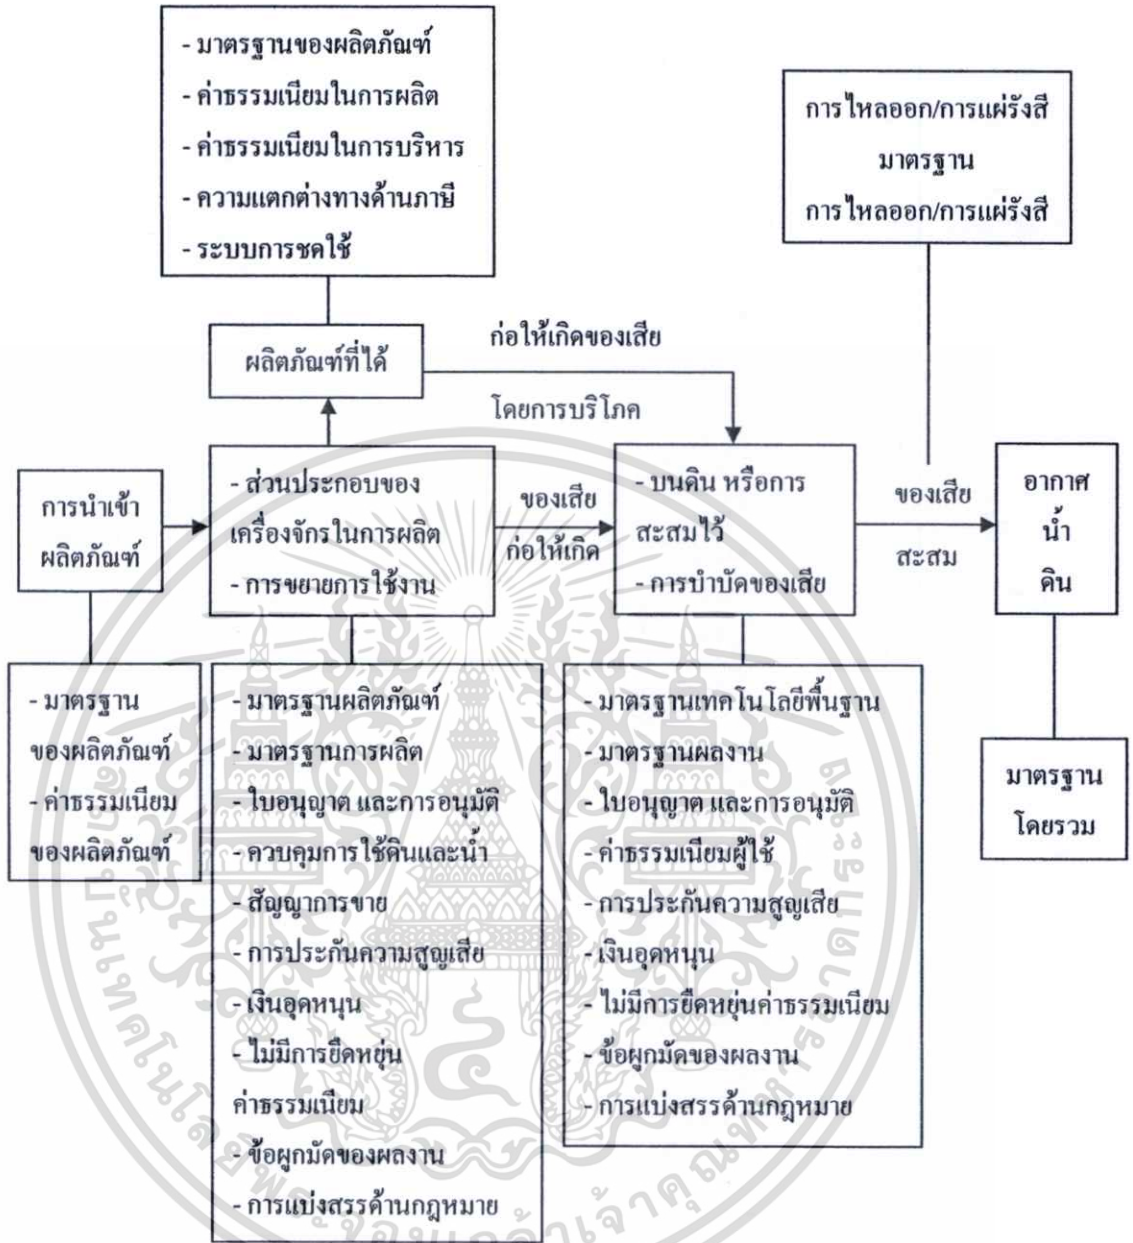 - มาตรฐานของผลิตภัณฑ์
- ค่าธรรมเนียมในการผลิต
- ค่าธรรมเนียมในการบริหาร
- ความแตกต่างทางด้านภาษี
- ระบบการชดใช้
การไหลออก/การแผ่รังสี
มาตรฐาน
การไหลออก/การแผ่รังสี
ผลิตภัณฑ์ที่ได้
ก่อให้เกิดของเสีย
โดยการบริโภค
การนำเข้า
ผลิตภัณฑ์
- ส่วนประกอบของ
เครื่องจักรในการผลิต
- การขยายการใช้งาน
ของเสีย
ก่อให้เกิด
- บนดิน หรือการ
สะสมไว้
- การบำบัดของเสีย
ของเสีย
สะสม
อากาศ
น้ำ
ดิน
- มาตรฐาน
ของผลิตภัณฑ์
- ค่าธรรมเนียม
ของผลิตภัณฑ์
- มาตรฐานผลิตภัณฑ์
- มาตรฐานการผลิต
- ใบอนุญาต และการอนุมัติ
- ควบคุมการใช้ดินและน้ำ
- สัญญาการขาย
- การประกันความสูญเสีย
- เงินอุดหนุน
- ไม่มีการยืดหยุ่น
ค่าธรรมเนียม
- ข้อผูกมัดของผลงาน
- การแบ่งสรรด้านกฎหมาย
- มาตรฐานเทคโนโลยีพื้นฐาน
- มาตรฐานผลงาน
- ใบอนุญาต และการอนุมัติ
- ค่าธรรมเนียมผู้ใช้
- การประกันความสูญเสีย
- เงินอุดหนุน
- ไม่มีการยืดหยุ่นค่าธรรมเนียม
- ข้อผูกมัดของผลงาน
- การแบ่งสรรด้านกฎหมาย
มาตรฐาน
โดยรวม